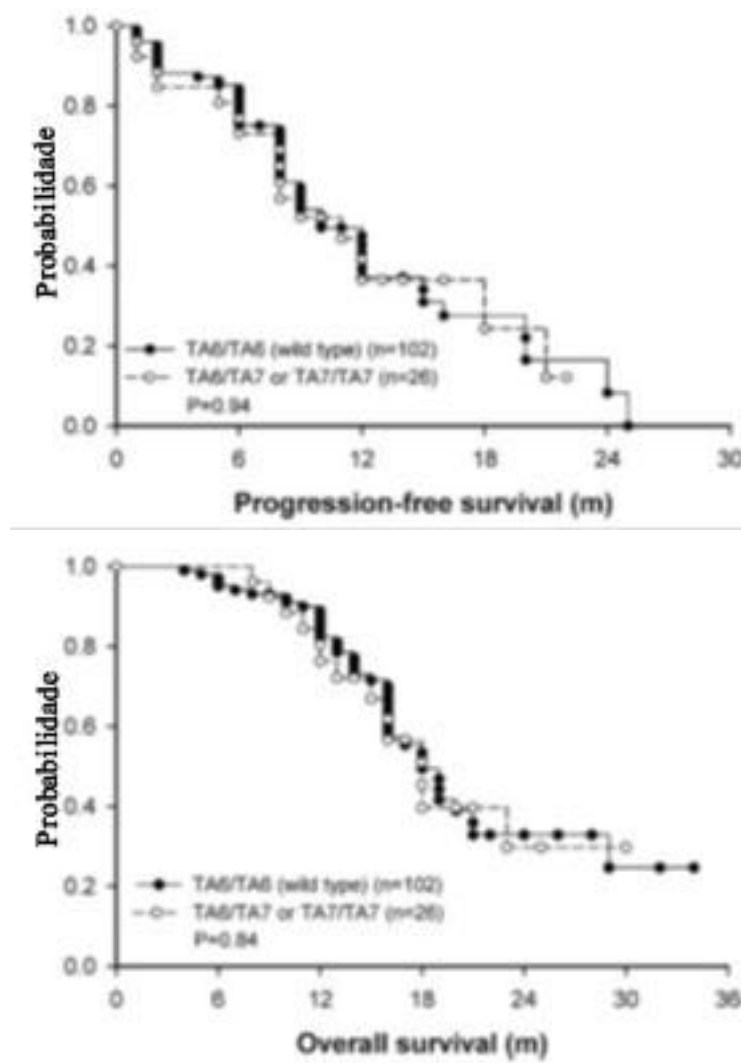 Probabilidade
1.0
0.8
0.6
0.4
0.2
0.0
TA6/TA6 (wild type) (n=102)
TA6/TA7 or TA7/TA7 (n=26)
P=0.94
0 6 12 18 24 30
Progression-free survival (m)
Probabilidade
1.0
0.8
0.6
0.4
0.2
0.0
TA6/TA6 (wild type) (n=102)
TA6/TA7 or TA7/TA7 (n=26)
P=0.84
0 6 12 18 24 30 36
Overall survival (m)